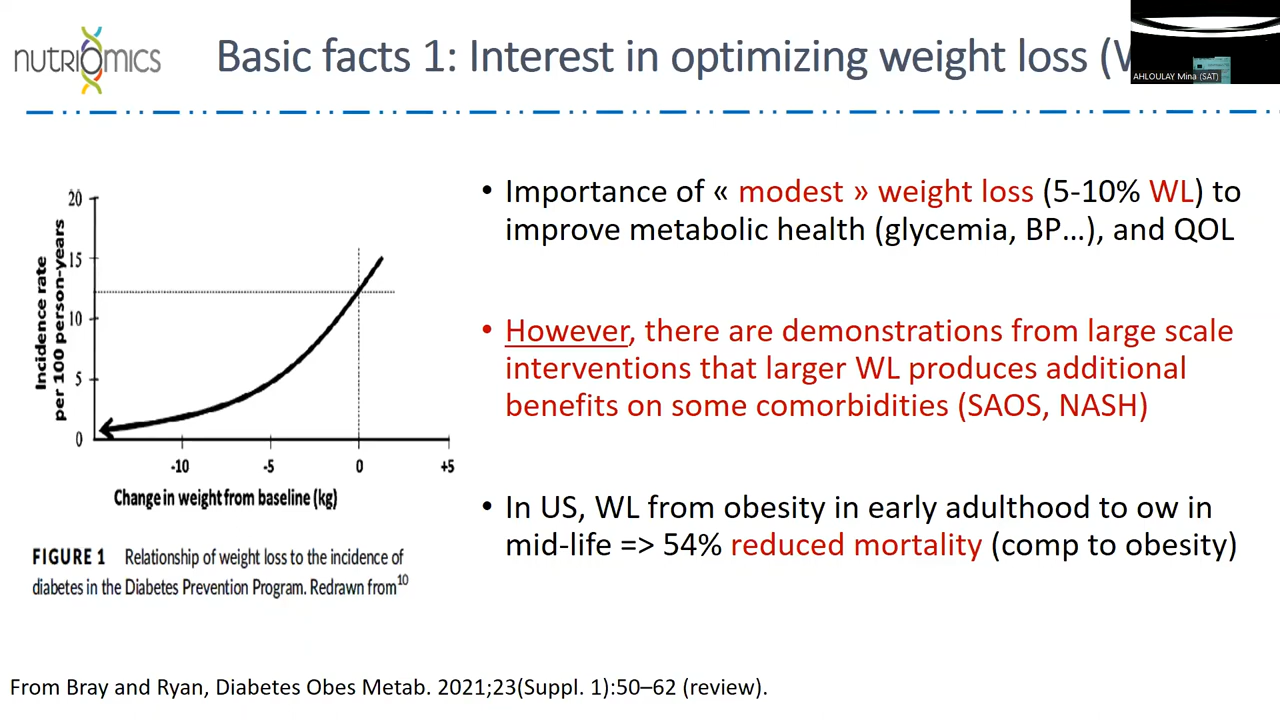 nutriomics
Basic facts 1: Interest in optimizing weight loss (
AHLOULAY Mina (SAT)
20
15
10
5
0
Incidence rate
per 100 person-years
-10
-5
0
+5
Change in weight from baseline (kg)
FIGURE 1 Relationship of weight loss to the incidence of
diabetes in the Diabetes Prevention Program. Redrawn from10
• Importance of « modest » weight loss (5-10% WL) to
improve metabolic health (glycemia, BP…), and QOL
• However, there are demonstrations from large scale
interventions that larger WL produces additional
benefits on some comorbidities (SAOS, NASH)
• In US, WL from obesity in early adulthood to ow in
mid-life => 54% reduced mortality (comp to obesity)
From Bray and Ryan, Diabetes Obes Metab. 2021;23(Suppl. 1):50–62 (review).